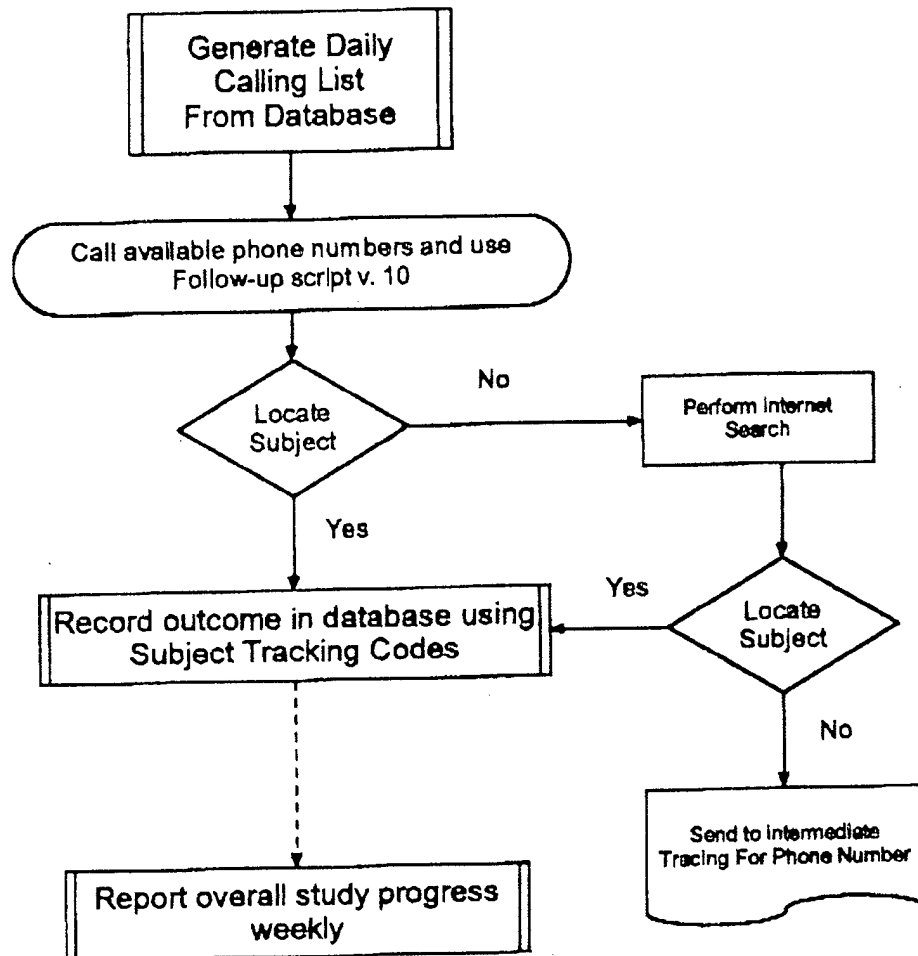 Generate Daily
Calling List
From Database
Call available phone numbers and use
Follow-up script v. 10
Locate
Subject
No
Perform Internet
Search
Yes
Record outcome in database using
Subject Tracking Codes
Yes
Locate
Subject
No
Send to Intermediate
Tracing For Phone Number
Report overall study progress
weekly